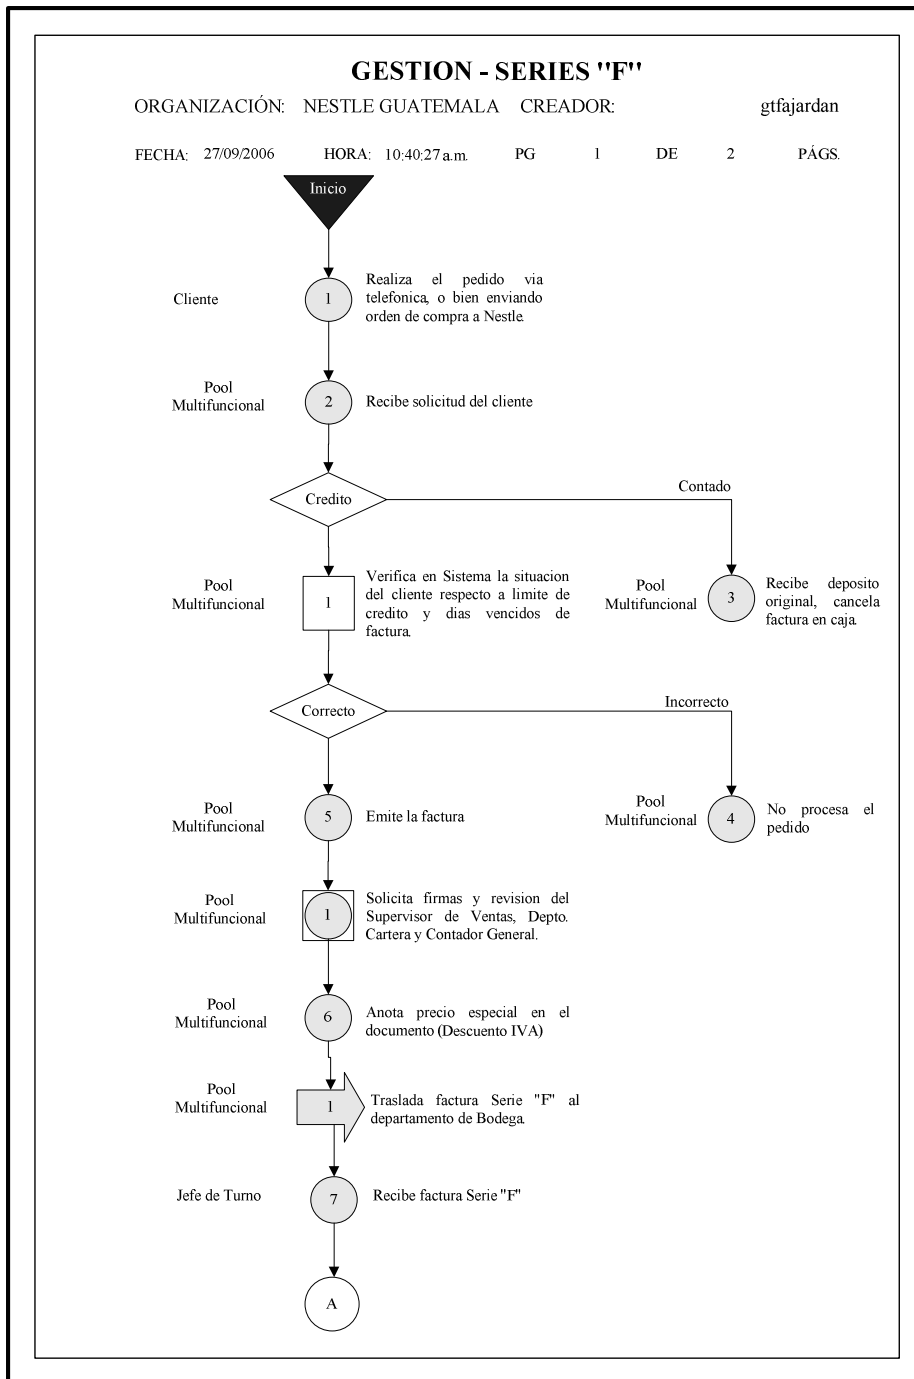 GESTION - SERIES "F"
ORGANIZACIÓN: NESTLE GUATEMALA CREADOR: gtfajardan
FECHA: 27/09/2006 HORA: 10:40:27 a.m. PG 1 DE 2 PÁGS.
Inicio
Cliente
1
Realiza el pedido via
telefonica, o bien enviando
orden de compra a Nestle.
Pool
Multifuncional
2
Recibe solicitud del cliente
Credito
Contado
Pool
Multifuncional
1
Verifica en Sistema la situacion
del cliente respecto a limite de
credito y dias vencidos de
factura.
Pool
Multifuncional
3
Recibe deposito
original, cancela
factura en caja.
Correcto
Incorrecto
Pool
Multifuncional
5
Emite la factura
Pool
Multifuncional
4
No procesa el
pedido
Pool
Multifuncional
1
Solicita firmas y revision del
Supervisor de Ventas, Depto.
Cartera y Contador General.
Pool
Multifuncional
6
Anota precio especial en el
documento (Descuento IVA)
Pool
Multifuncional
1
Traslada factura Serie "F" al
departamento de Bodega.
Jefe de Turno
7
Recibe factura Serie "F"
A